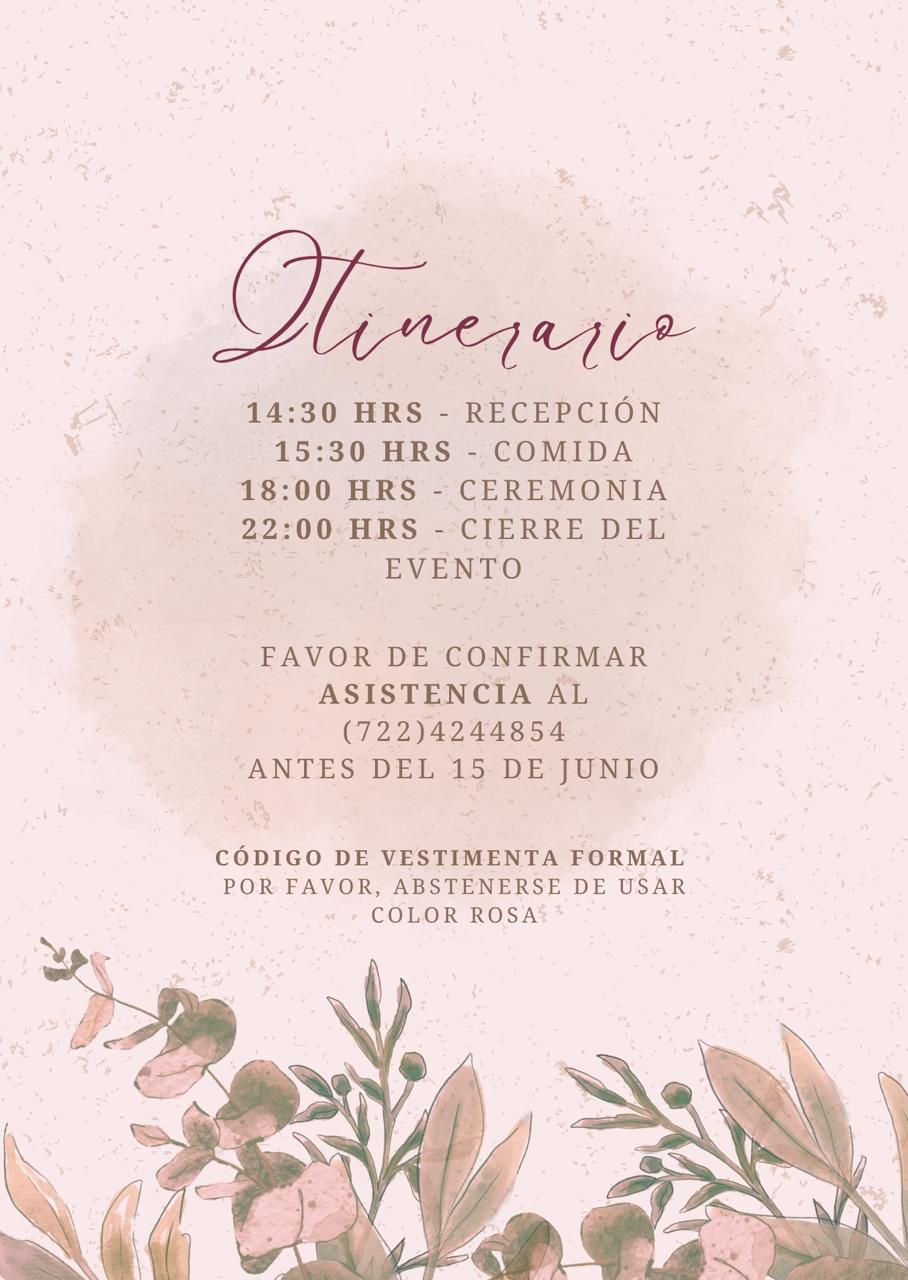 Itinerario
14:30 HRS - RECEPCIÓN
15:30 HRS - COMIDA
18:00 HRS - CEREMONIA
22:00 HRS - CIERRE DEL
EVENTO
FAVOR DE CONFIRMAR
ASISTENCIA AL
(722)4244854
ANTES DEL 15 DE JUNIO
CÓDIGO DE VESTIMENTA FORMAL
POR FAVOR, ABSTENERSE DE USAR
COLOR ROSA